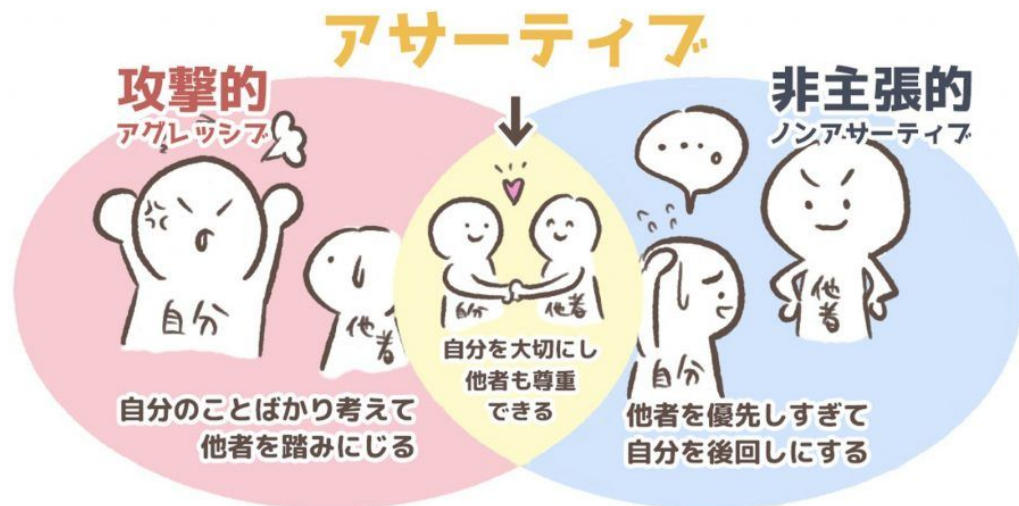 アサーティブ
攻撃的
アグレッシブ
自分
他者
自分のことばかり考えて
他者を踏みにじる
自分
他者
自分を大切にし
他者も尊重
できる
非主張的
ノンアサーティブ
・・・。
自分
他者
他者を優先しすぎて
自分を後回しにする